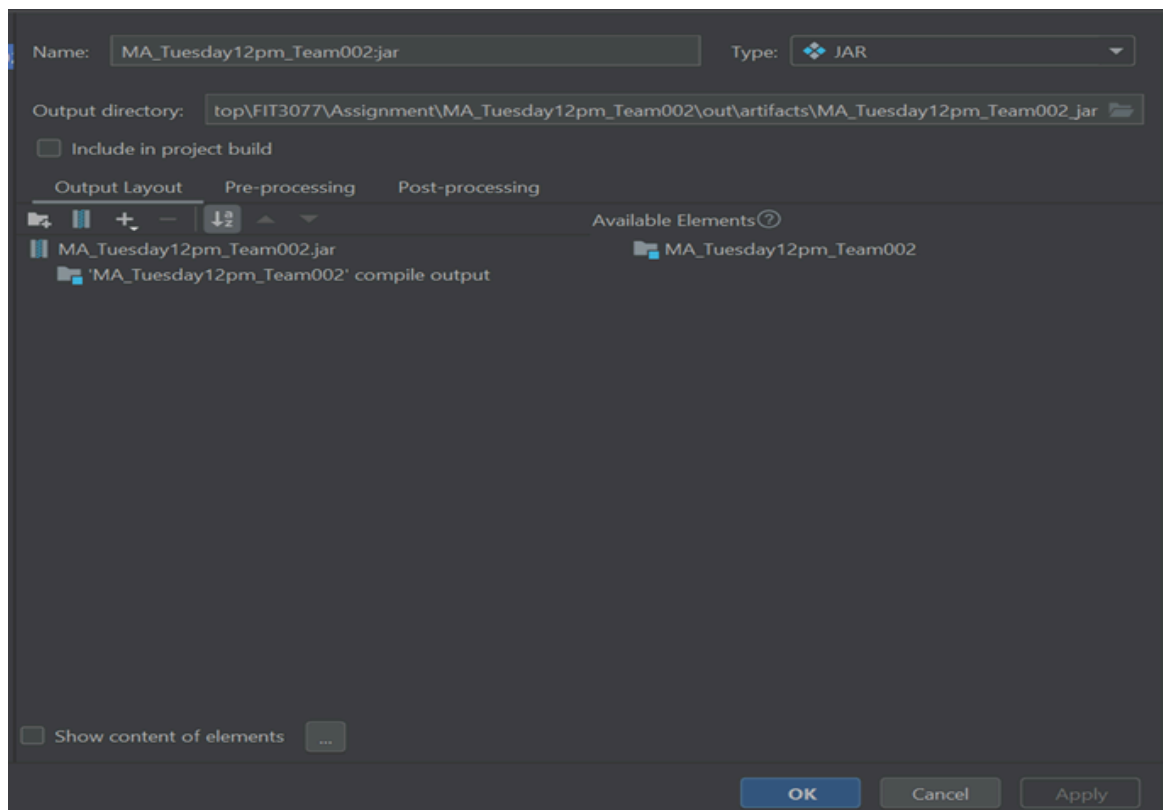 Name: MA_Tuesday12pm_Team002:jar Type: JAR
Output directory: top\FIT3077\Assignment\MA_Tuesday12pm_Team002\out\artifacts\MA_Tuesday12pm_Team002_jar
Include in project build
Output Layout Pre-processing Post-processing
Available Elements
MA_Tuesday12pm_Team002.jar
MA_Tuesday12pm_Team002
'MA_Tuesday12pm_Team002' compile output
Show content of elements ...
OK Cancel Apply